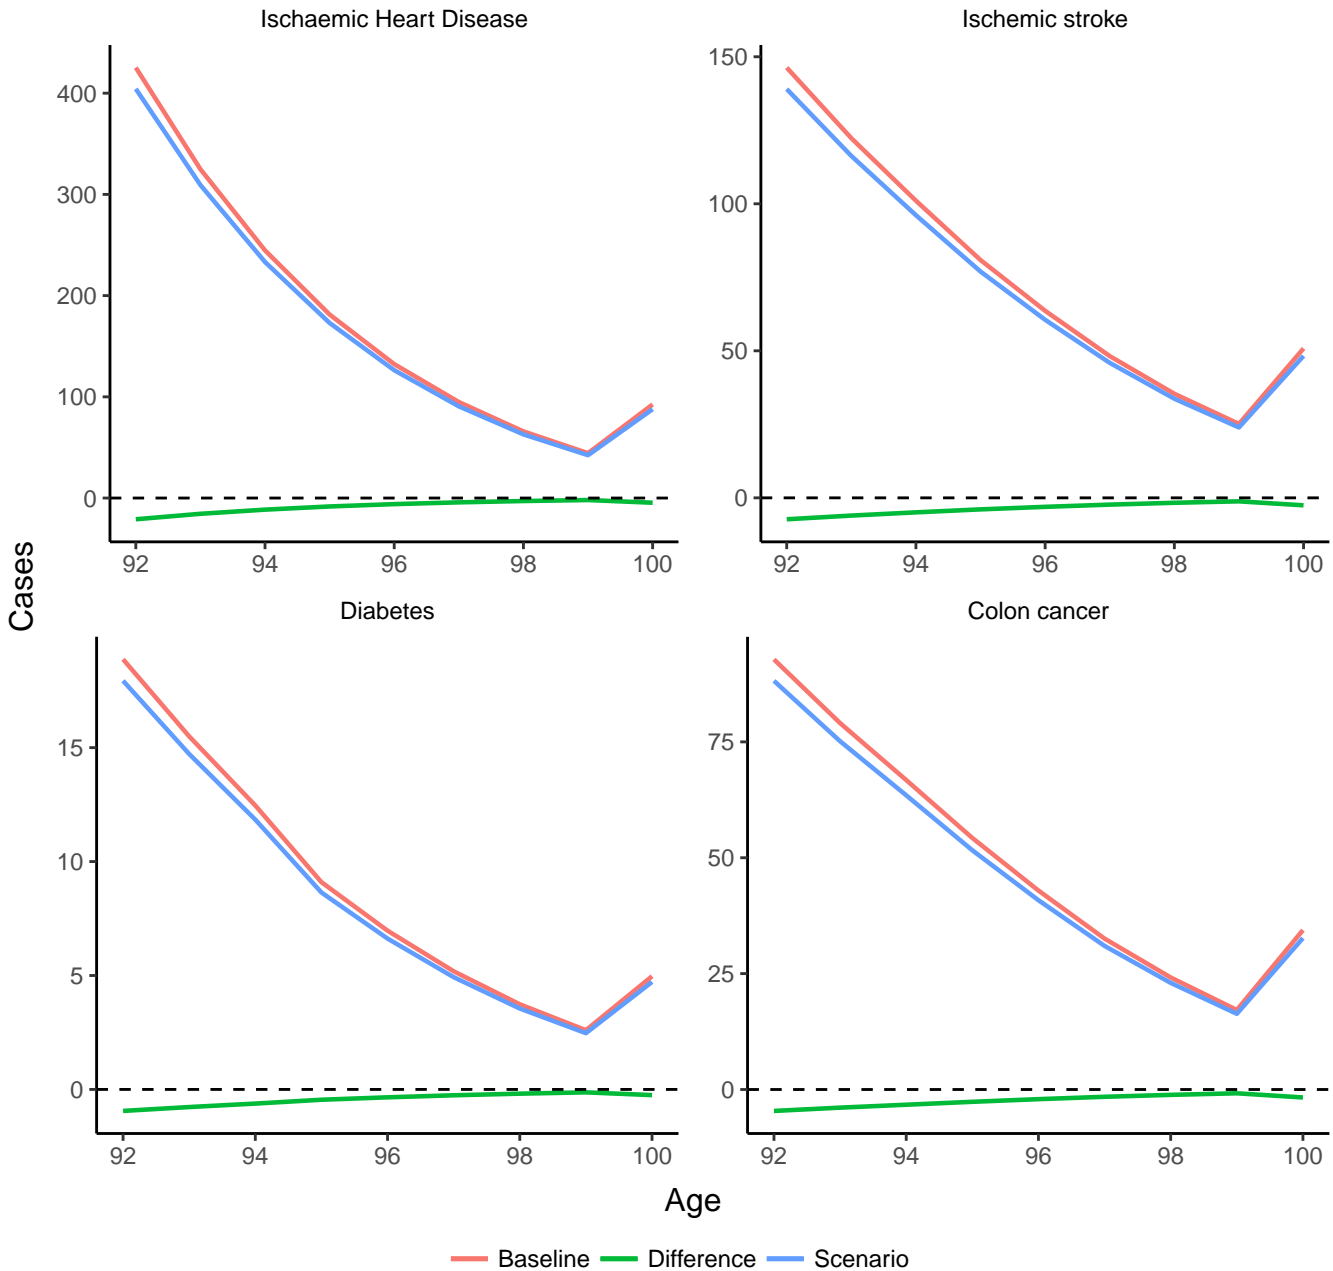 Ischaemic Heart Disease
Ischemic stroke
400
300
200
100
0
92 94 96 98 100
150
100
50
0
92 94 96 98 100
Cases
Diabetes
Colon cancer
15
10
5
0
92 94 96 98 100
75
50
25
0
92 94 96 98 100
Age
Baseline Difference Scenario